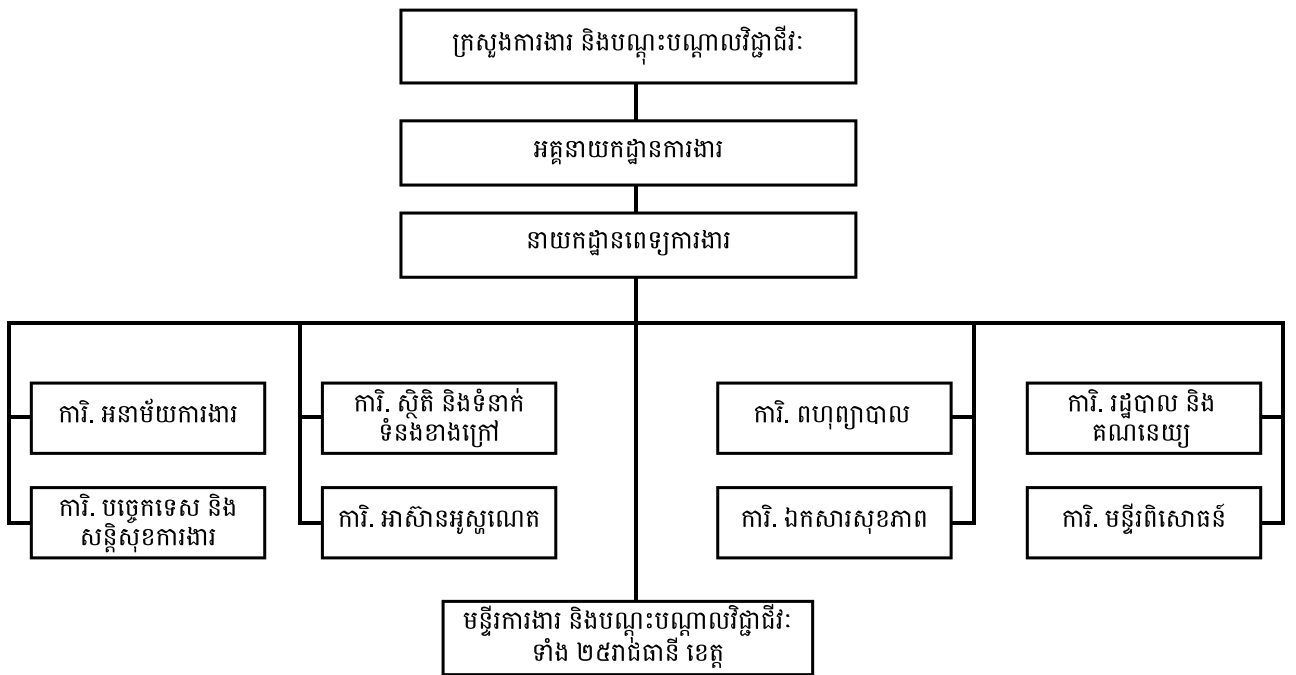 ក្រសួងការងារ និងបណ្តុះបណ្តាលវិជ្ជាជីវៈ
អគ្គនាយកដ្ឋានការងារ
នាយកដ្ឋានពេទ្យការងារ
ការិ. អនាម័យការងារ
ការិ. ស្ថិតិ និងទំនាក់
ទំនងខាងក្រៅ
ការិ. ពហុព្យាបាល
ការិ. រដ្ឋបាល និង
គណនេយ្យ
ការិ. បច្ចេកទេស និង
សន្តិសុខការងារ
ការិ. អាស៊ានអូស្ហណេត
ការិ. ឯកសារសុខភាព
ការិ. មន្ទីរពិសោធន៍
មន្ទីរការងារ និងបណ្តុះបណ្តាលវិជ្ជាជីវៈ
ទាំង ២៥រាជធានី ខេត្ត